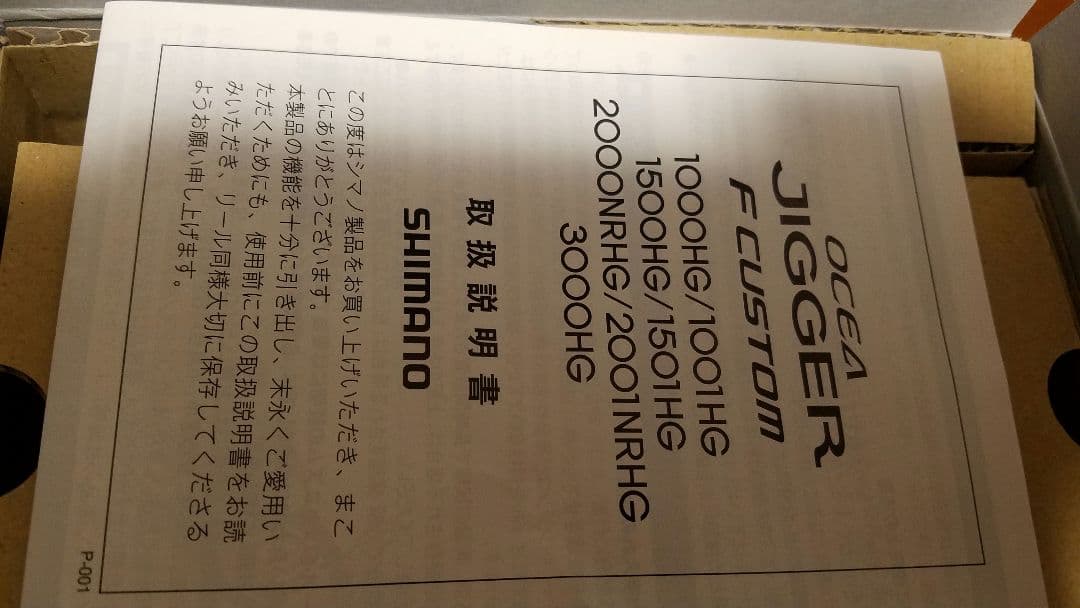 OCEA
JIGGER
F CUSTOM
1000HG/1001HG
1500HG/1501HG
2000NRHG/2001NRHG
3000HG
取扱説明書
SHIMANO
この度はシマノ製品をお買い上げいただき、まこ
とにありがとうございます。
本製品の機能を十分に引き出し、末永くご愛用い
ただくためにも、使用前にこの取扱説明書をお読
みいただき、リール同様大切に保存してくださる
ようお願い申し上げます。
P-001